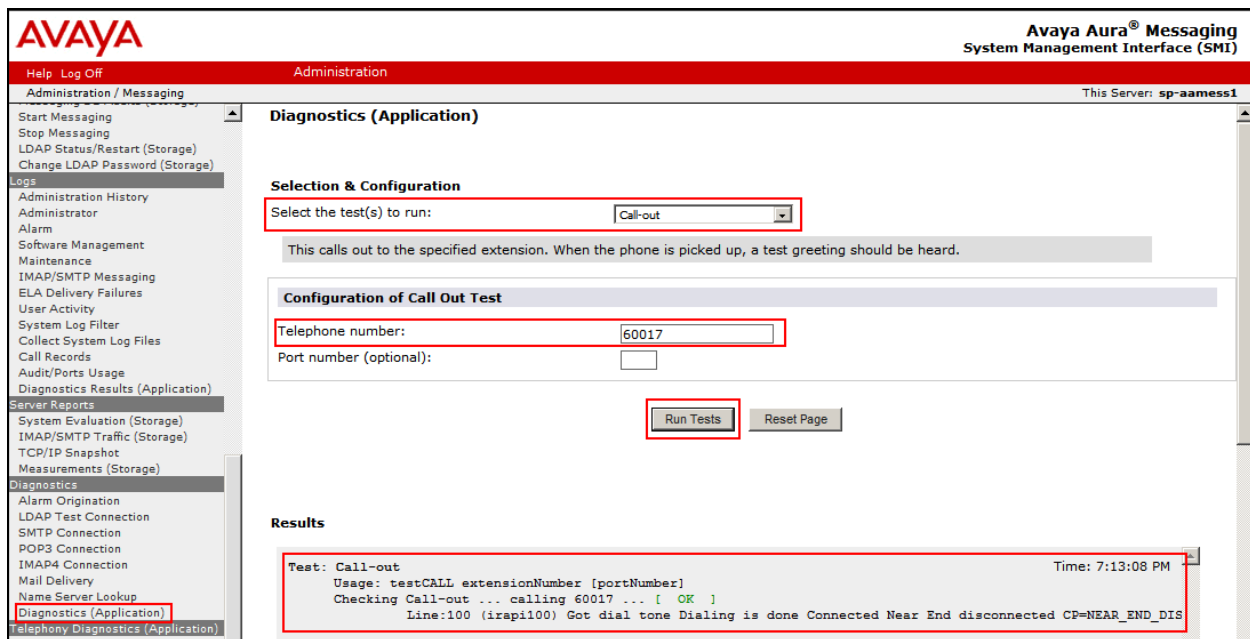 AVAYA
Avaya Aura® Messaging
System Management Interface (SMI)
Help Log Off
Administration
Administration / Messaging
This Server: sp-aamess1
Start Messaging
Stop Messaging
LDAP Status/Restart (Storage)
Change LDAP Password (Storage)
Logs
Administration History
Administrator
Alarm
Software Management
Maintenance
IMAP/SMTP Messaging
ELA Delivery Failures
User Activity
System Log Filter
Collect System Log Files
Call Records
Audit/Ports Usage
Diagnostics Results (Application)
Server Reports
System Evaluation (Storage)
IMAP/SMTP Traffic (Storage)
TCP/IP Snapshot
Measurements (Storage)
Diagnostics
Alarm Origination
LDAP Test Connection
SMTP Connection
POP3 Connection
IMAP4 Connection
Mail Delivery
Name Server Lookup
Diagnostics (Application)
Telephony Diagnostics (Application)
Diagnostics (Application)
Selection & Configuration
Select the test(s) to run:
Call-out
This calls out to the specified extension. When the phone is picked up, a test greeting should be heard.
Configuration of Call Out Test
Telephone number:
60017
Port number (optional):
Run Tests
Reset Page
Results
Test: Call-out
Time: 7:13:08 PM
Usage: testCALL extensionNumber [portNumber]
Checking Call-out ... calling 60017 ... [ OK ]
Line:100 (irapi100) Got dial tone Dialing is done Connected Near End disconnected CP=NEAR_END_DIS